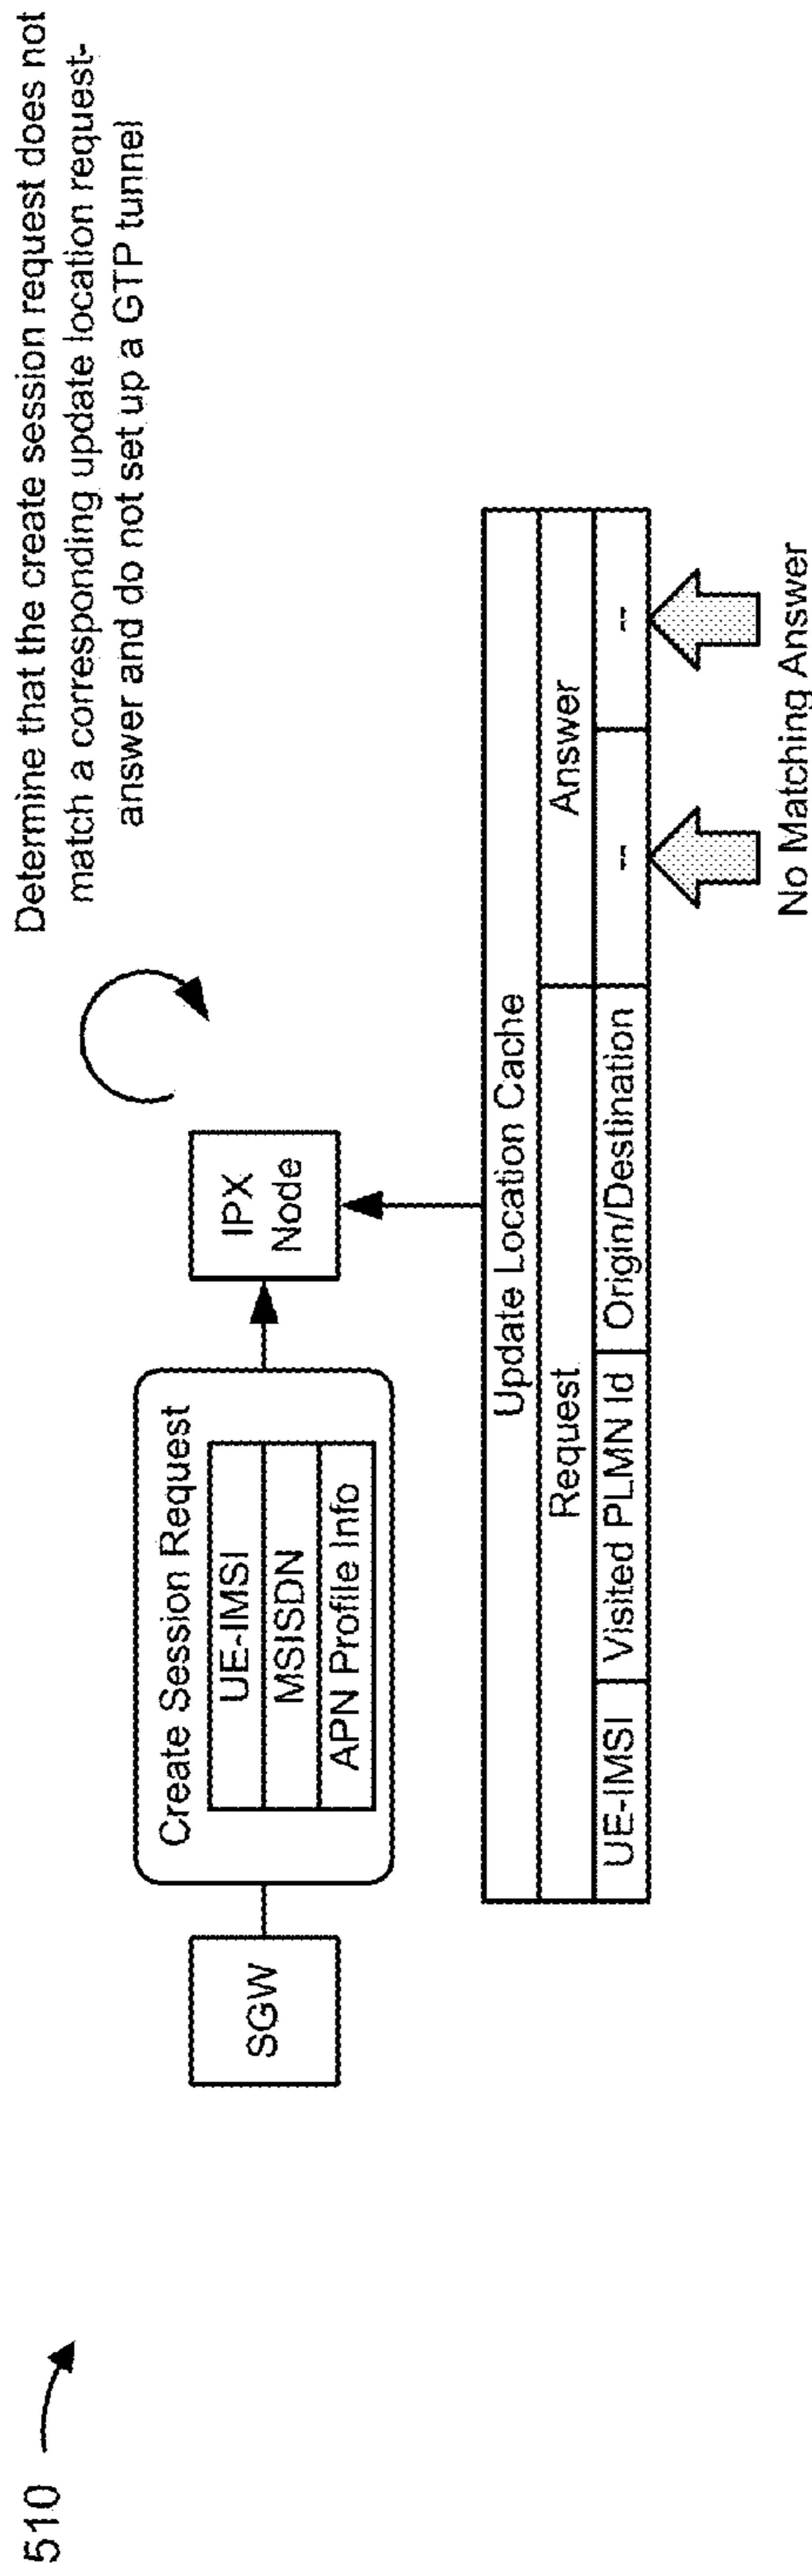 510
Determine that the create session request does not
match a corresponding update location request-
answer and do not set up a GTP tunnel
SGW
Create Session Request
UE-IMSI
MSISDN
APN Profile Info
IPX
Node
Update Location Cache
Request
Answer
UE-IMSI
Visited PLMN Id
Origin/Destination
--
--
No Matching Answer